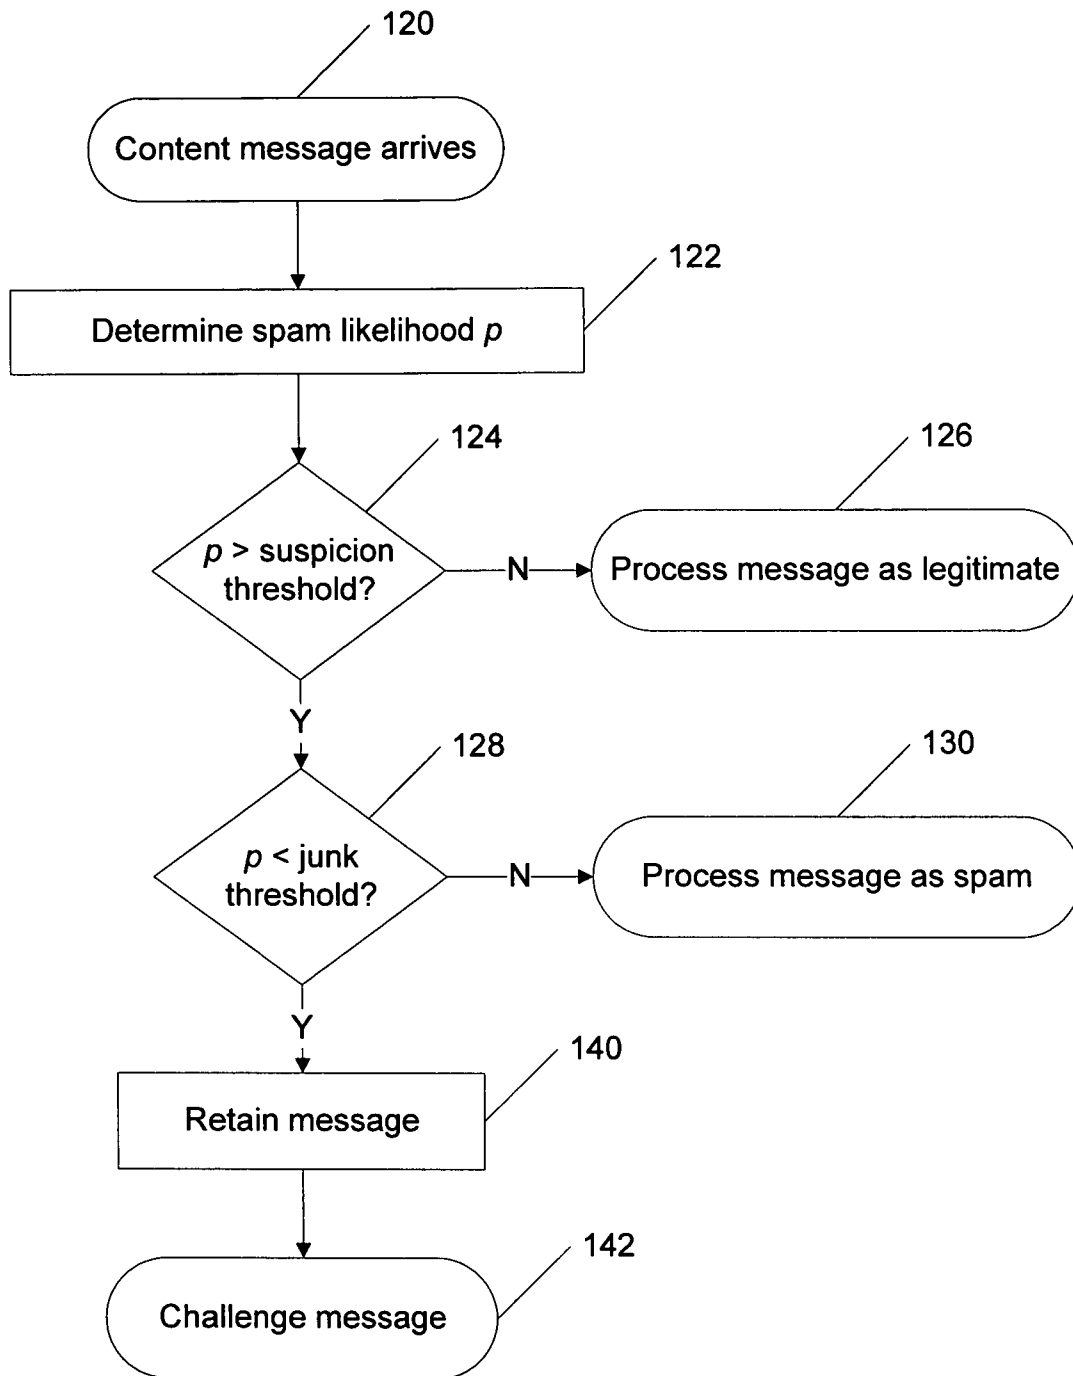 120
Content message arrives
122
Determine spam likelihood p
124
126
p > suspicion
threshold?
N
Process message as legitimate
Y
128
130
p < junk
threshold?
N
Process message as spam
Y
140
Retain message
142
Challenge message